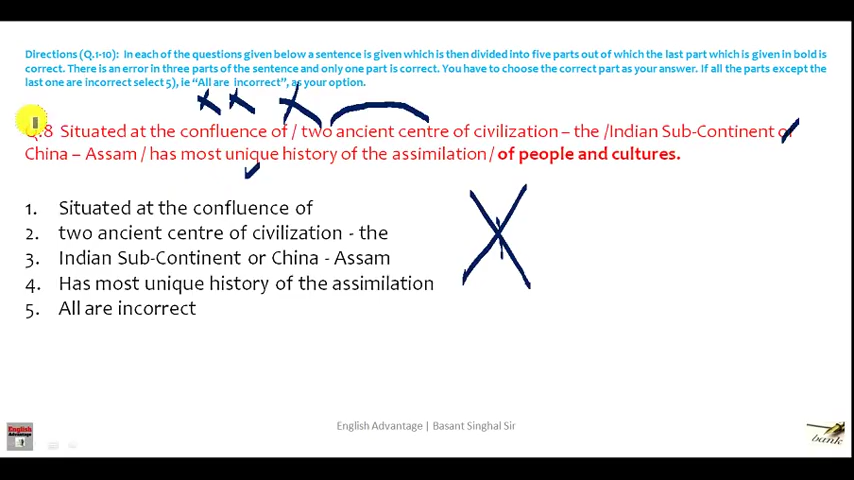 Directions (Q.1-10): In each of the questions given below a sentence is given which is then divided into five parts out of which the last part which is given in bold is
correct. There is an error in three parts of the sentence and only one part is correct. You have to choose the correct part as your answer. If all the parts except the
last one are incorrect select 5), ie "All are incorrect", as your option.
Q.8 Situated at the confluence of / two ancient centre of civilization – the /Indian Sub-Continent or
China – Assam / has most unique history of the assimilation / of people and cultures.
1. Situated at the confluence of
2. two ancient centre of civilization - the
3. Indian Sub-Continent or China - Assam
4. Has most unique history of the assimilation
5. All are incorrect
English Advantage | Basant Singhal Sir
English
Advantage
bank